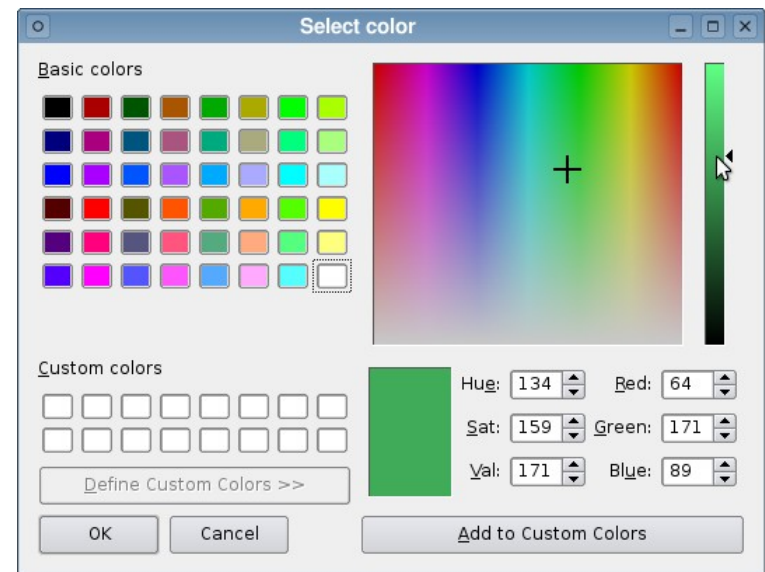 Select color
Basic colors
Custom colors
Define Custom Colors >>
Hue: 134 Red: 64
Sat: 159 Green: 171
Val: 171 Blue: 89
OK Cancel Add to Custom Colors